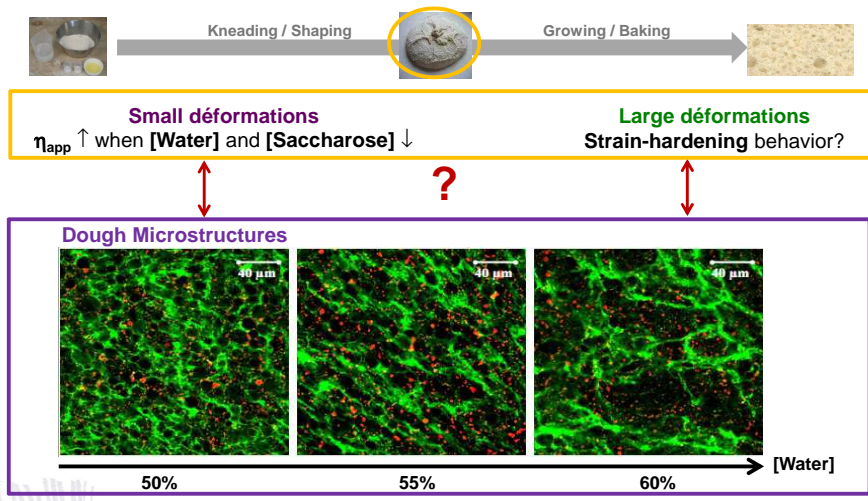 Kneading / Shaping
Growing / Baking
Small déformations
η_app ↑ when [Water] and [Saccharose] ↓
Large déformations
Strain-hardening behavior?
?
Dough Microstructures
40 µm
40 µm
40 µm
50%
55%
60%
[Water]